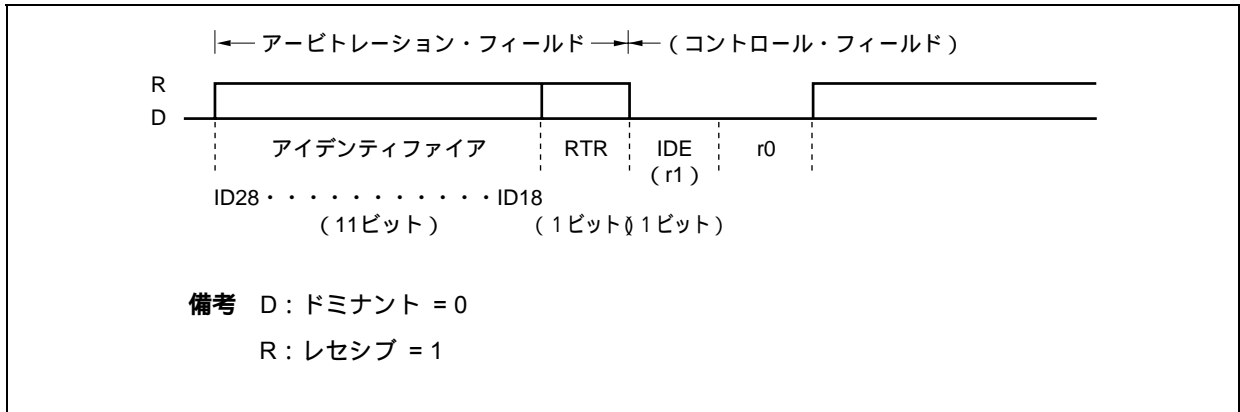 アービトレーション・フィールド （コントロール・フィールド）
R
D
アイデンティファイア RTR IDE r0
（r1）
ID28・・・・・・・・・・・ID18
（11ビット） （1ビット）（1ビット）
備考 D：ドミナント = 0
R：レセシブ = 1